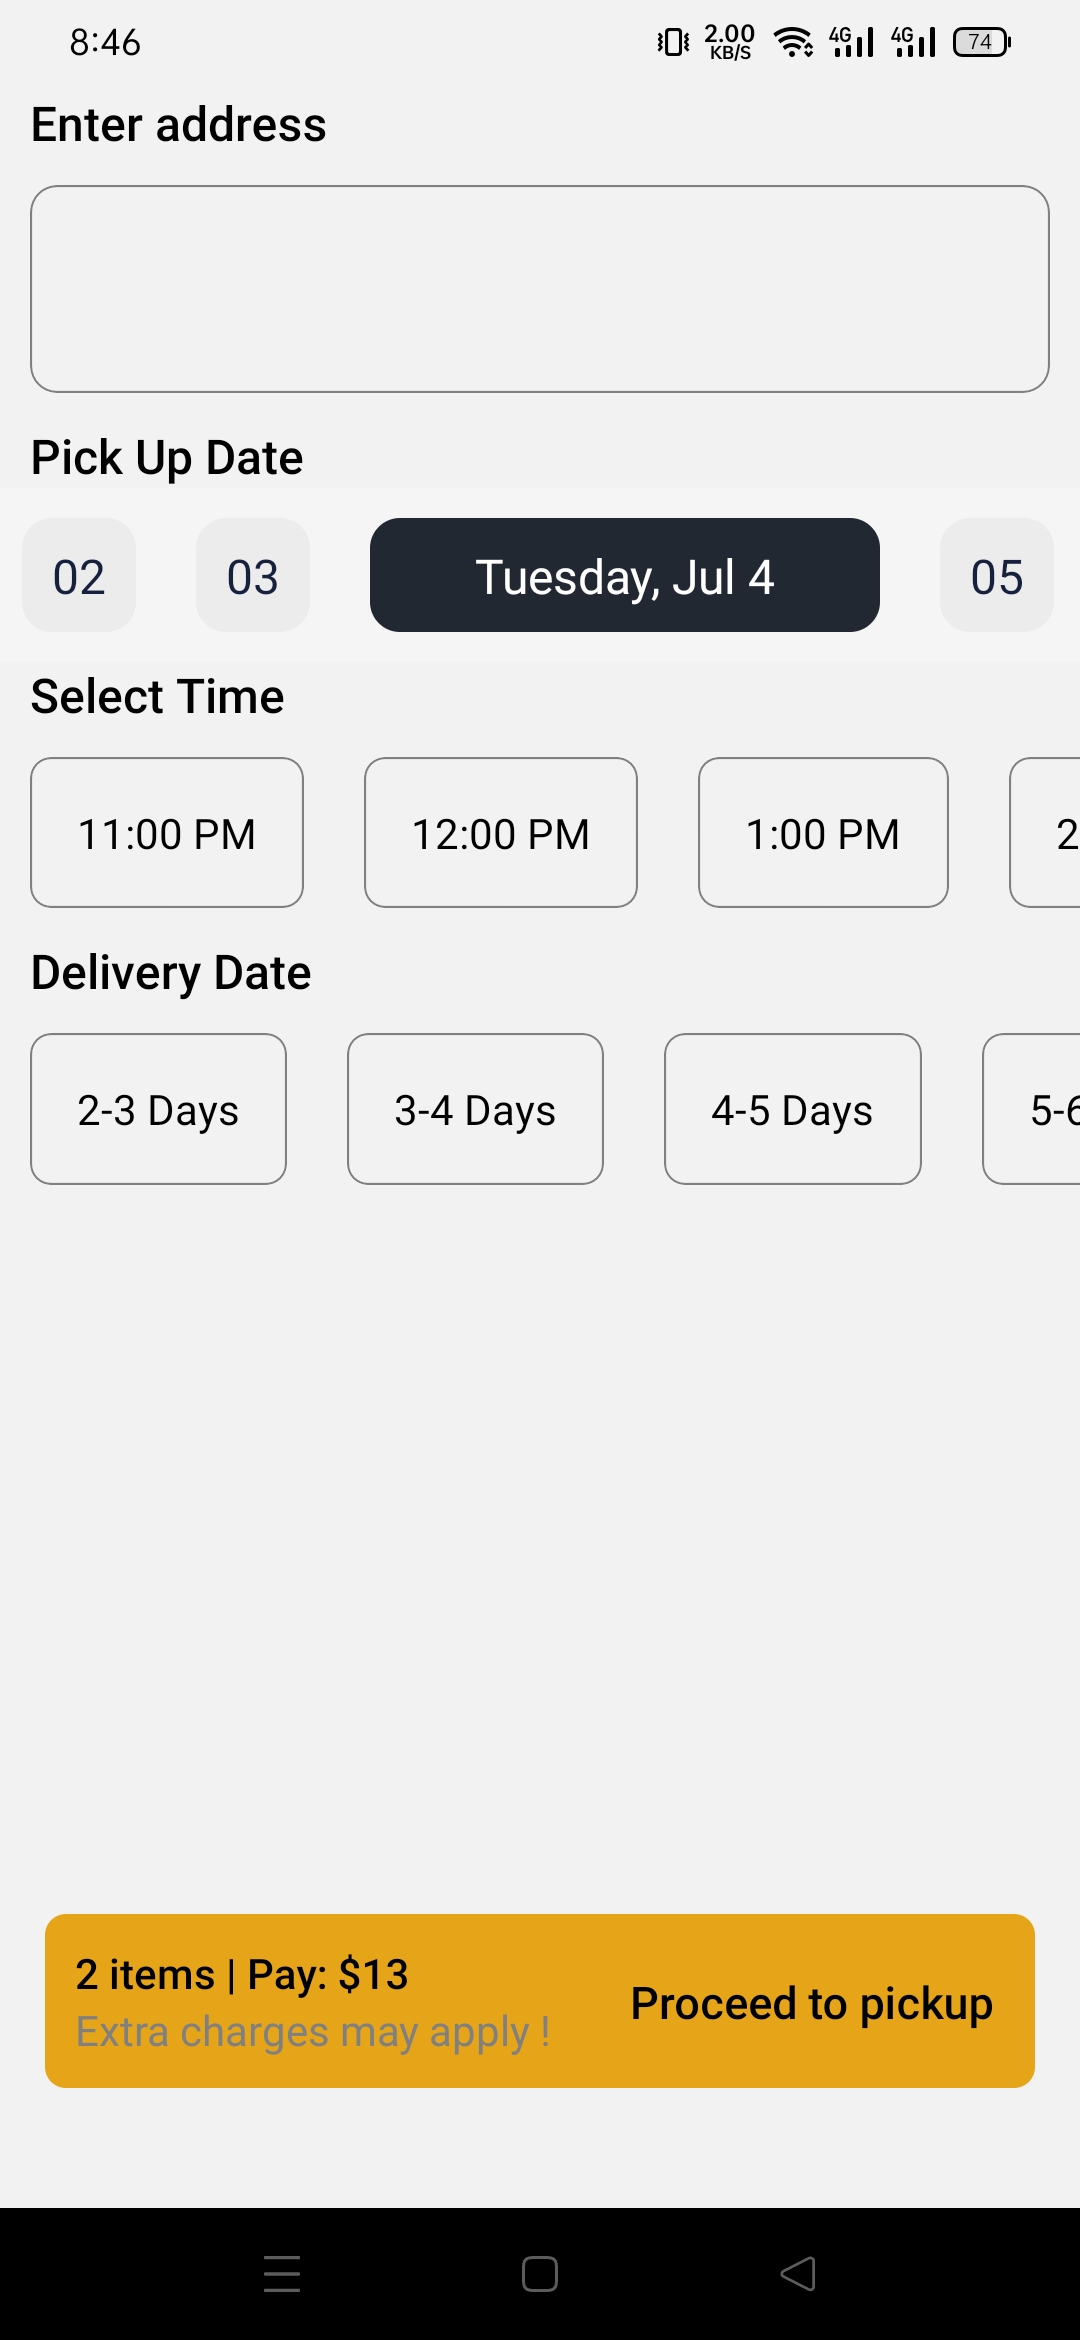 8:46 2.00 KB/S 4G 4G 74
Enter address
Pick Up Date
02 03 Tuesday, Jul 4 05
Select Time
11:00 PM 12:00 PM 1:00 PM 2
Delivery Date
2-3 Days 3-4 Days 4-5 Days 5-6
2 items | Pay: $13
Extra charges may apply !
Proceed to pickup